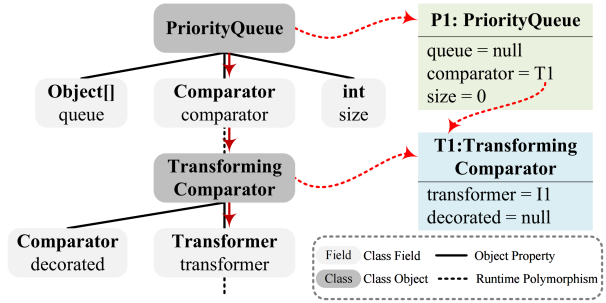 PriorityQueue
Object[]
queue
Comparator
comparator
int
size
Transforming
Comparator
Comparator
decorated
Transformer
transformer
P1: PriorityQueue
queue = null
comparator = T1
size = 0
T1:Transforming
Comparator
transformer = I1
decorated = null
Field Class Field Object Property
Class Class Object Runtime Polymorphism